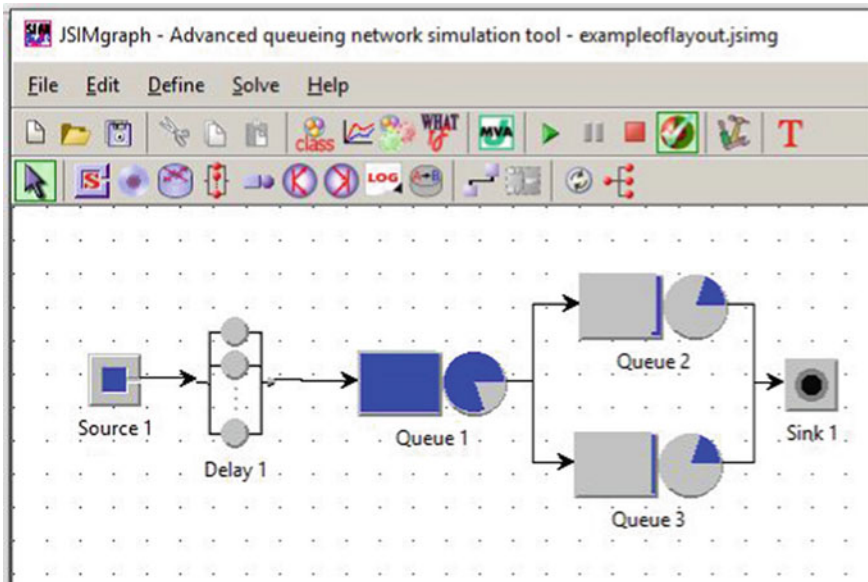 JSIMgraph - Advanced queueing network simulation tool - exampleoflayout.jsimg
File Edit Define Solve Help
class WHAT IF MVA T
S LOG A→B
Source 1
Delay 1
Queue 1
Queue 2
Queue 3
Sink 1